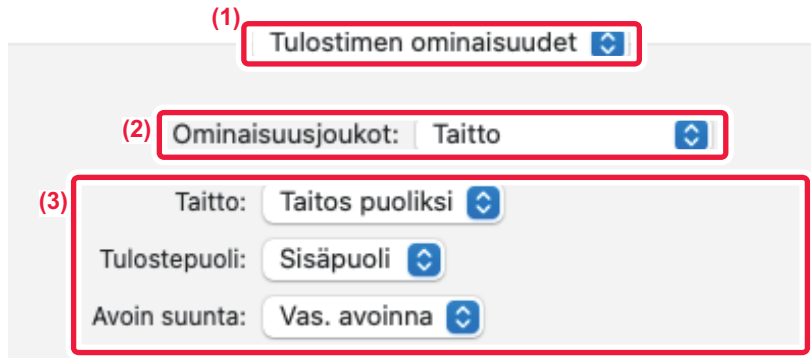 (1) Tulostimen ominaisuudet
(2) Ominaisuusjoukot: Taitto
(3) Taitto: Taitos puoliksi
Tulostepuoli: Sisäpuoli
Avoin suunta: Vas. avoinna